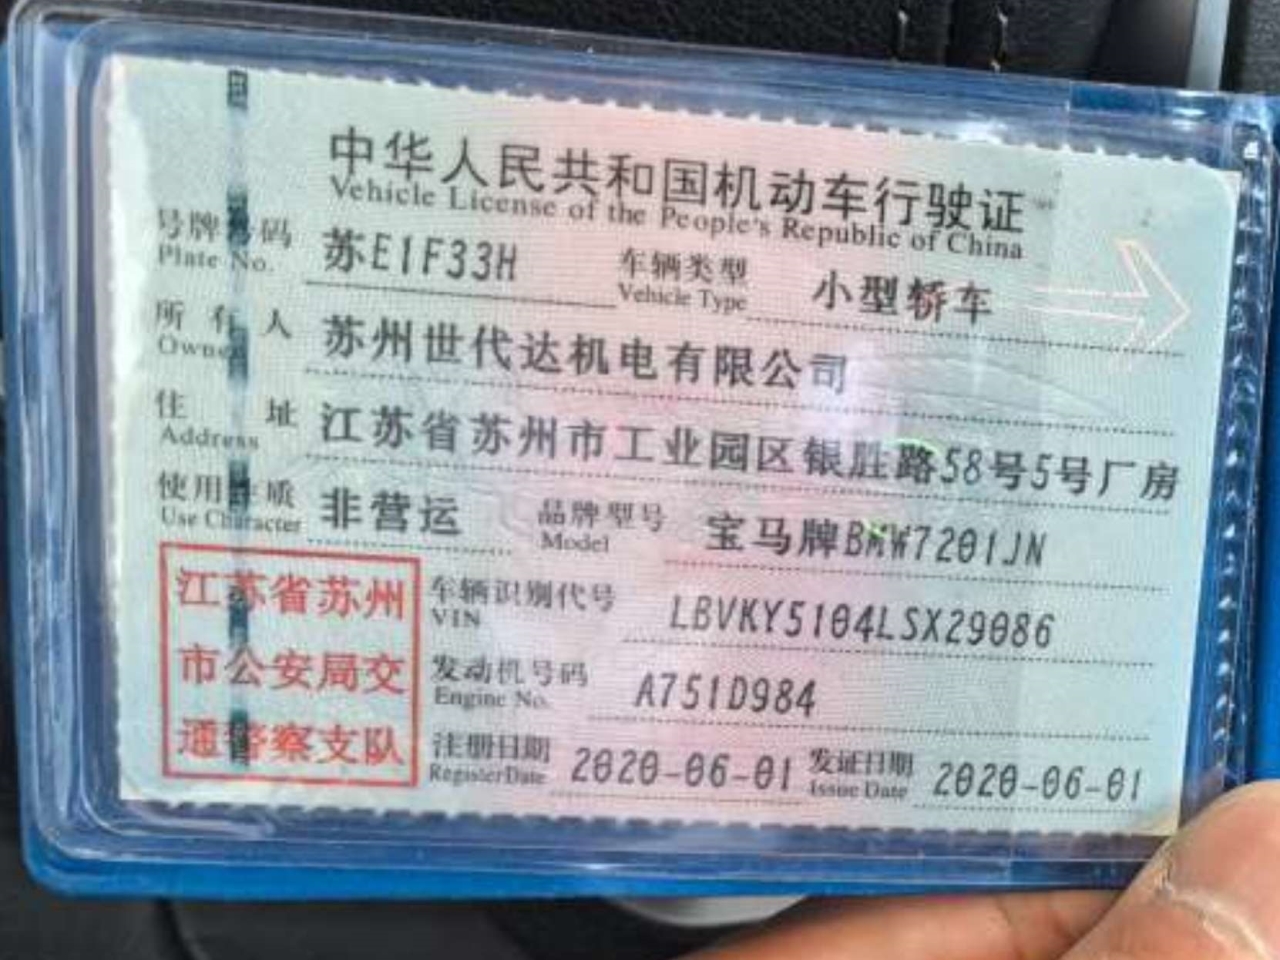 中华人民共和国机动车行驶证
Vehicle License of the People's Republic of China
号牌号码 苏E1F33H 车辆类型 小型轿车
Plate No. Vehicle Type
所有人 苏州世代达机电有限公司
Owner
住址 江苏省苏州市工业园区银胜路58号5号厂房
Address
使用性质 非营运 品牌型号 宝马牌BMW7201JN
Use Character Model
江苏省苏州
市公安局交
通警察支队
车辆识别代号 LBVKY5104LSX29086
VIN
发动机号码 A751D984
Engine No.
注册日期 2020-06-01 发证日期 2020-06-01
Register Date Issue Date